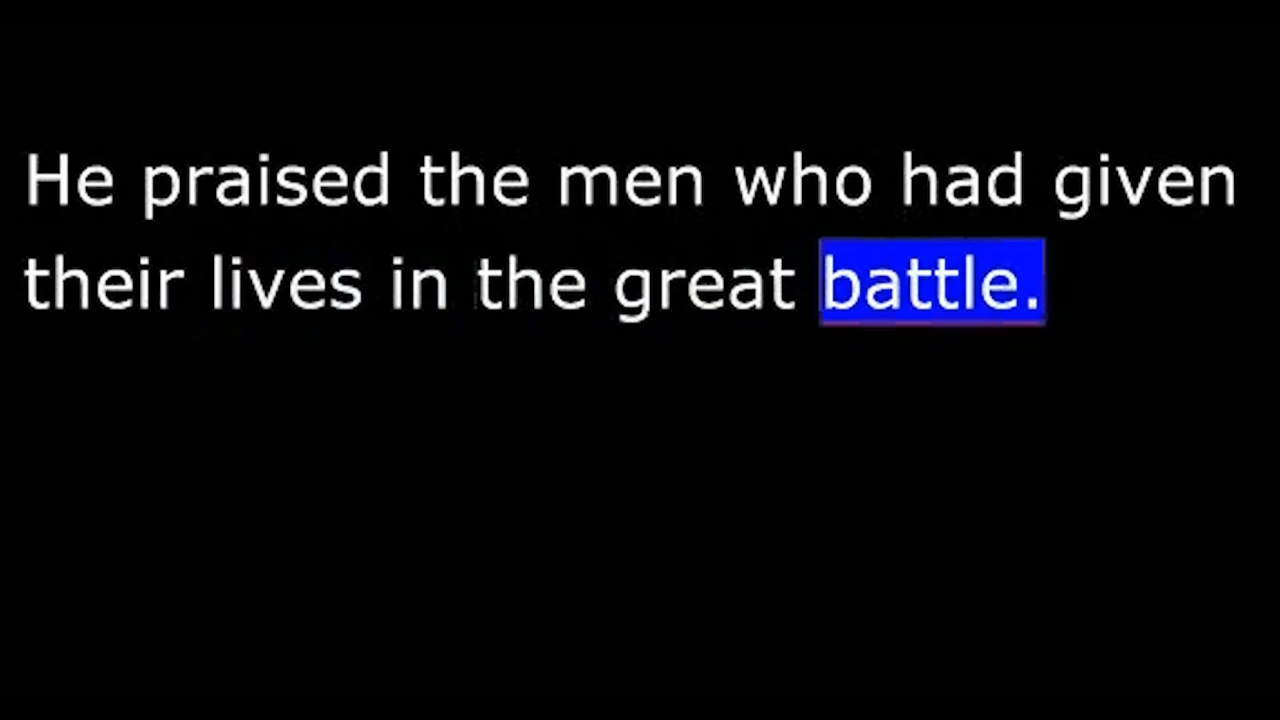 He praised the men who had given
their lives in the great battle.